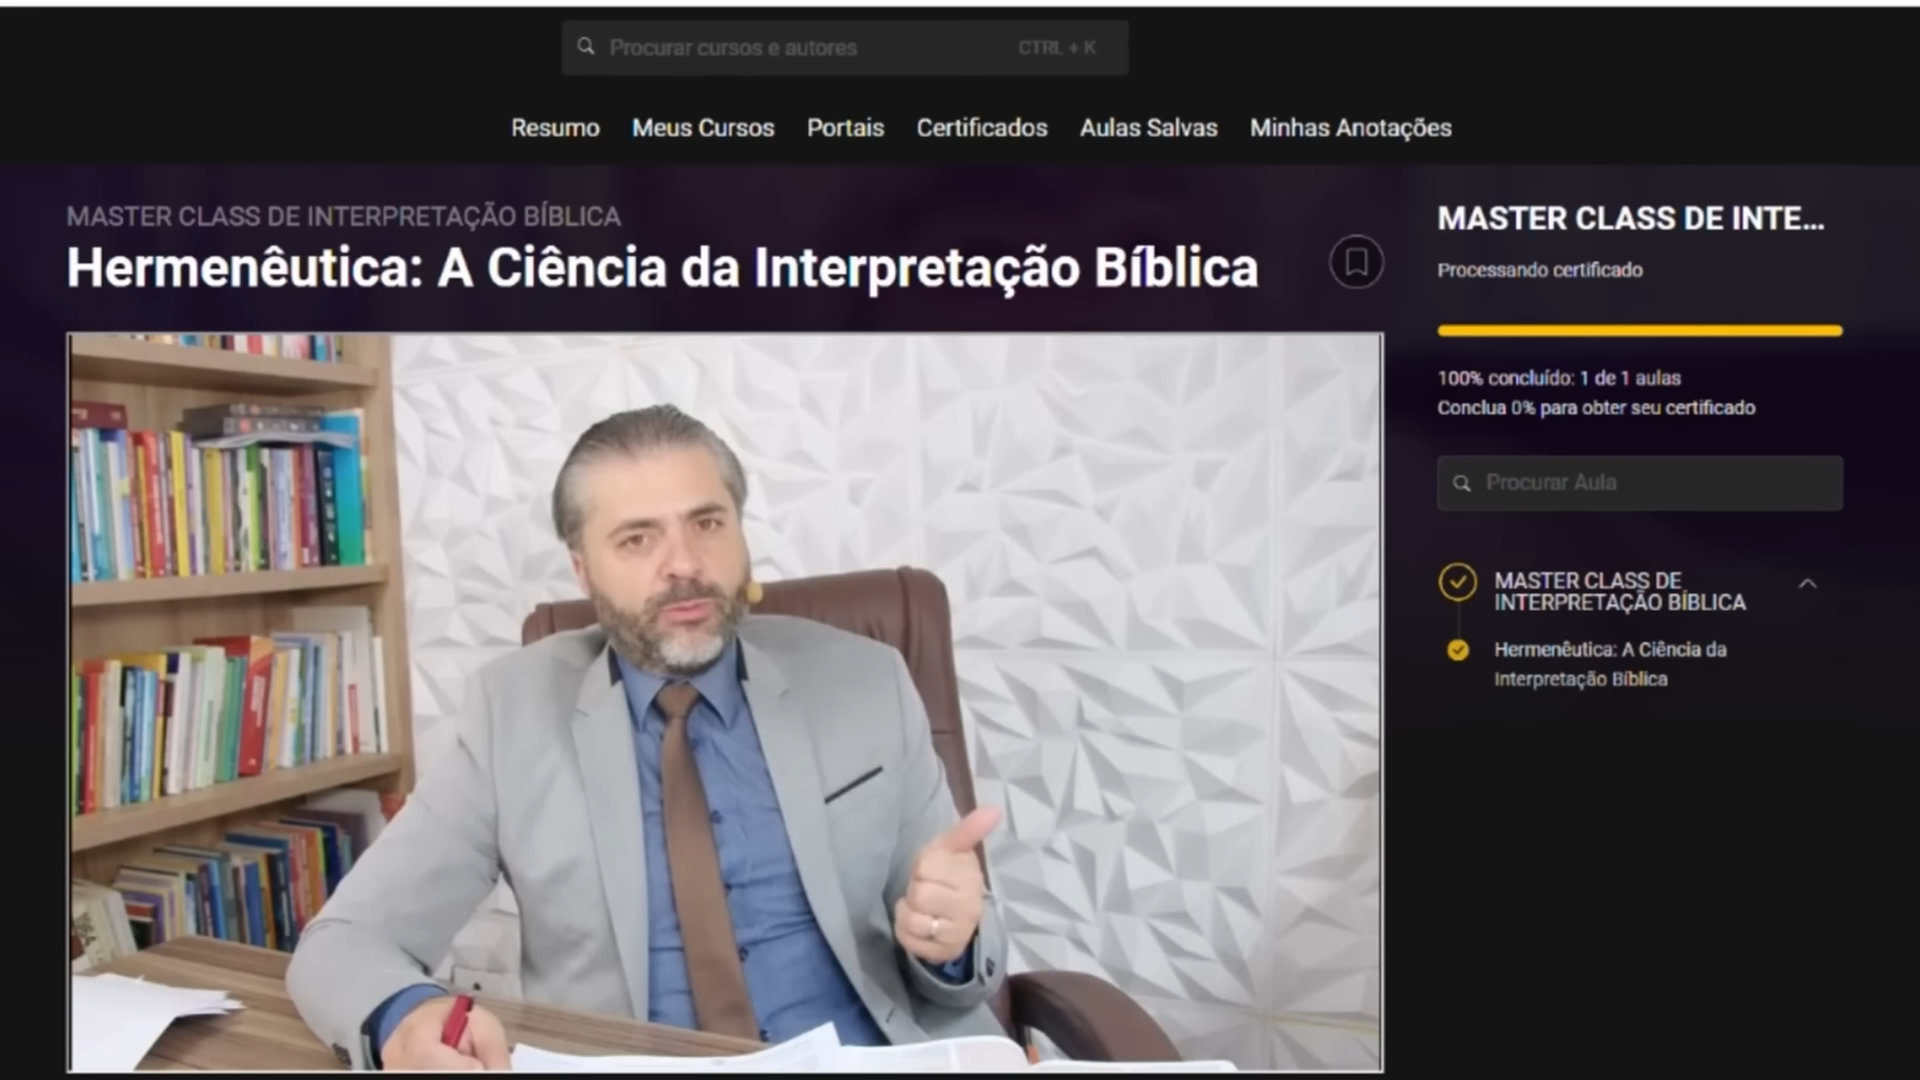 Procurar cursos e autores CTRL + K
Resumo Meus Cursos Portais Certificados Aulas Salvas Minhas Anotações
MASTER CLASS DE INTERPRETAÇÃO BÍBLICA
Hermenêutica: A Ciência da Interpretação Bíblica
MASTER CLASS DE INTE...
Processando certificado
100% concluído: 1 de 1 aulas
Conclua 0% para obter seu certificado
Procurar Aula
MASTER CLASS DE
INTERPRETAÇÃO BÍBLICA
Hermenêutica: A Ciência da
Interpretação Bíblica